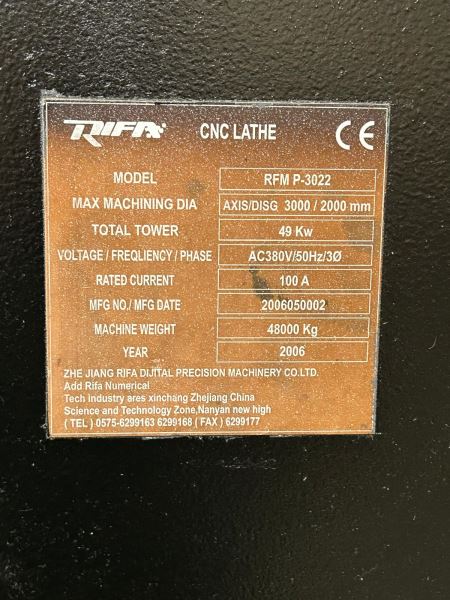 RIFA CNC LATHE CE
MODEL RFM P-3022
MAX MACHINING DIA AXIS/DISG 3000 / 2000 mm
TOTAL TOWER 49 Kw
VOLTAGE / FREQLIENCY / PHASE AC380V/50Hz/3Ø
RATED CURRENT 100 A
MFG NO./ MFG DATE 2006050002
MACHINE WEIGHT 48000 Kg
YEAR 2006
ZHE JIANG RIFA DIJITAL PRECISION MACHINERY CO.LTD.
Add Rifa Numerical
Tech Industry ares xinchang Zhejiang China
Science and Technology Zone,Nanyan new high
( TEL ) 0575-6299163 6299168 ( FAX ) 6299177